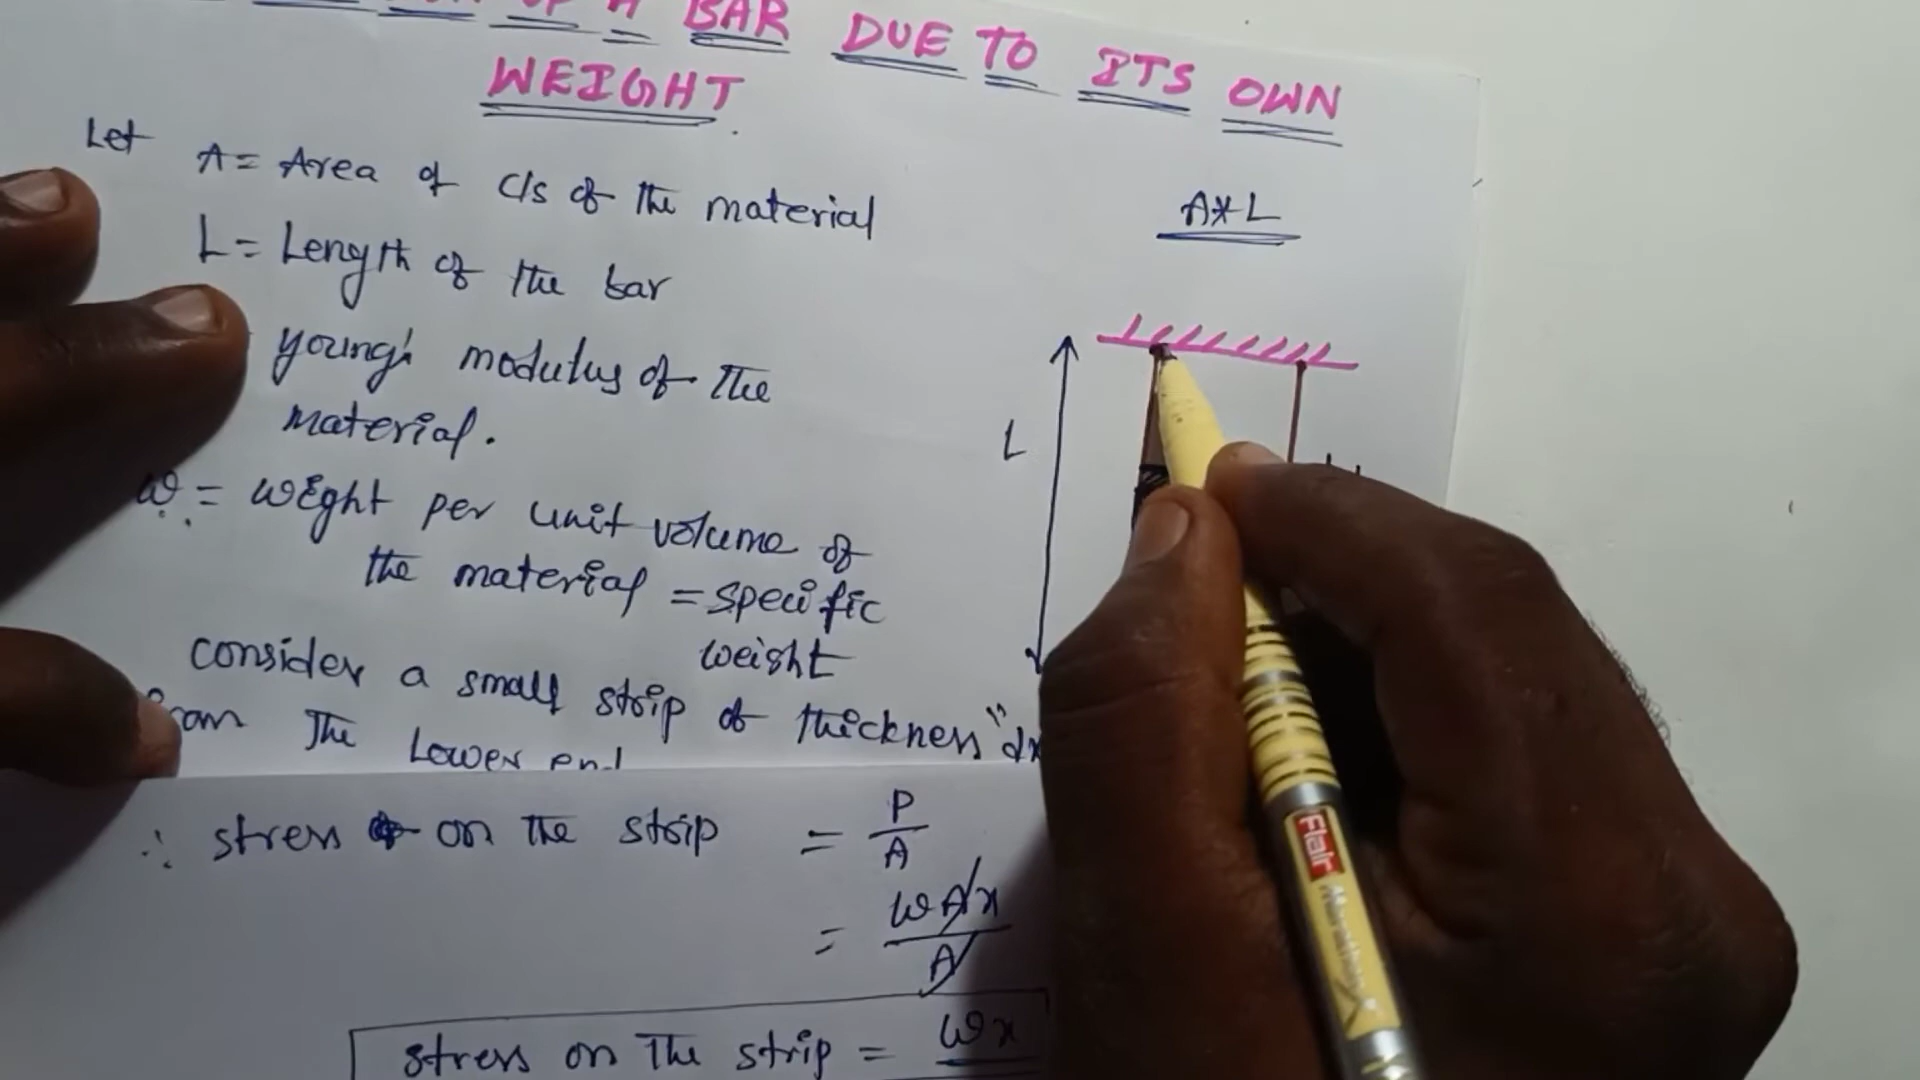 OF A BAR DUE TO ITS OWN
WEIGHT.
Let A = Area of c/s of the material
L = Length of the bar
young's modulus of the
material.
w = weight per unit volume of
the material = specific
weight
consider a small strip of thickness "dx
The Lower end
∴ stress on the strip = P/A
= wAx/A
stress on The strip = wx
A*L
L
Flair
Marathon X